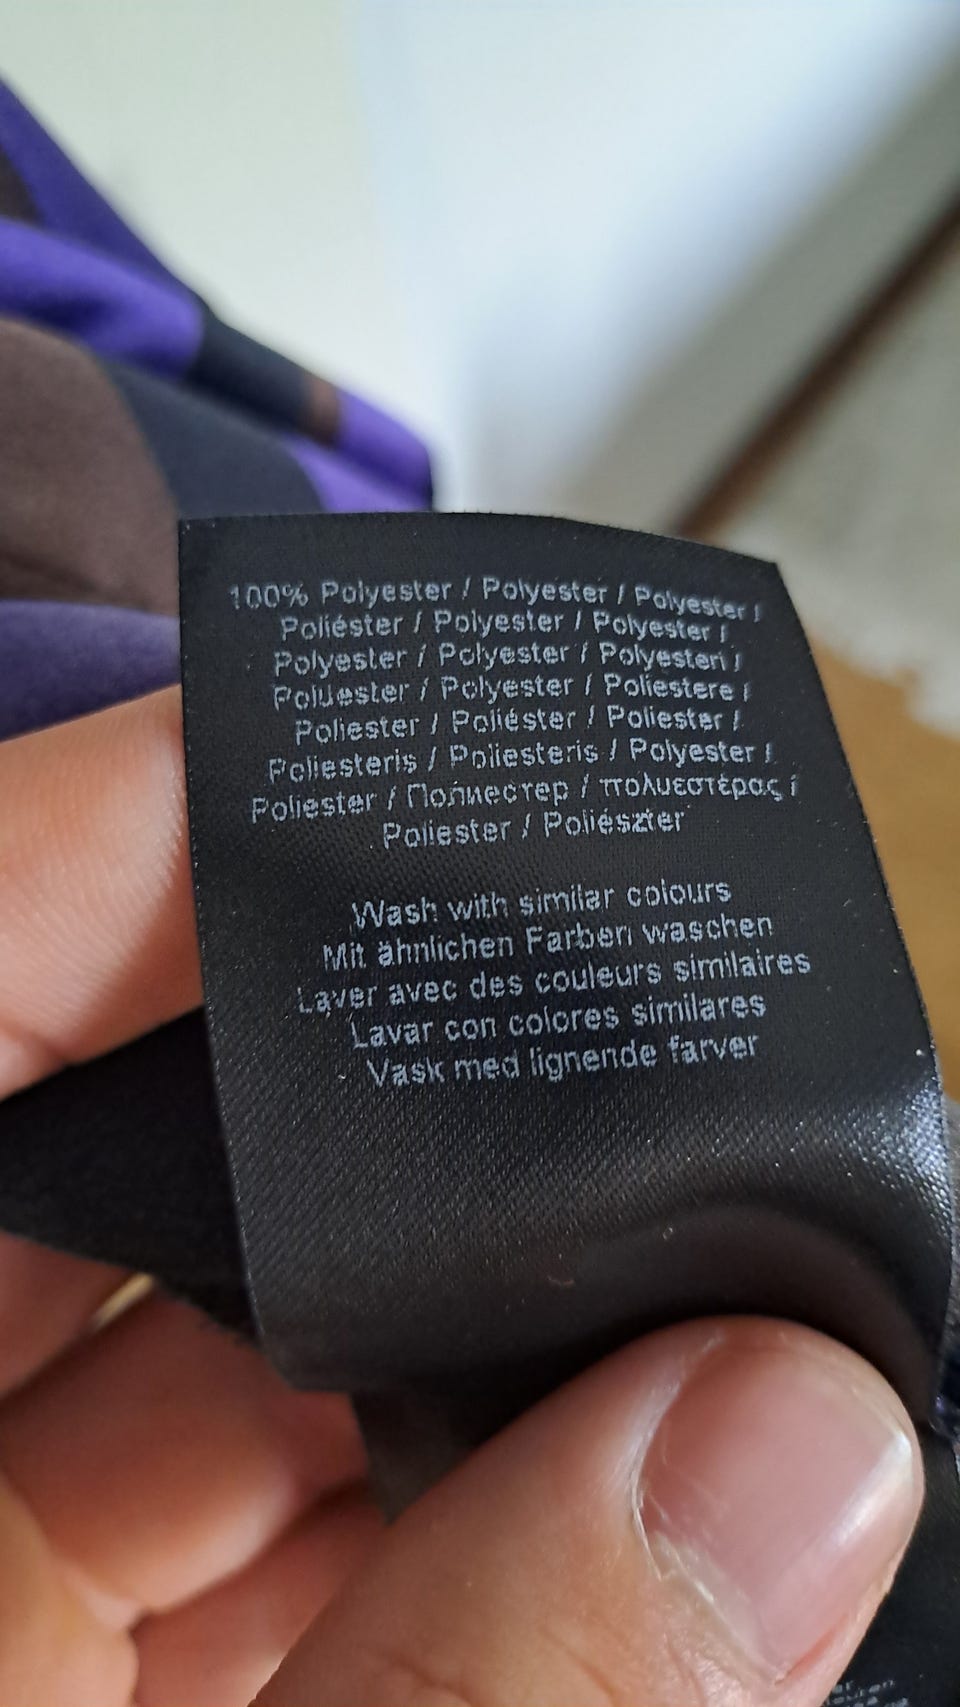 100% Polyester / Polyester / Polyester /
Poliéster / Polyester / Polyester /
Polyester / Polyester / Polyesteri /
Poluester / Polyester / Poliestere /
Poliester / Poliéster / Poliester /
Poliesteris / Poliesteris / Polyester /
Poliester / Полиестер / πολυεστέρας /
Poliester / Poliészter
Wash with similar colours
Mit ähnlichen Farben waschen
Laver avec des couleurs similaires
Lavar con colores similares
Vask med lignende farver